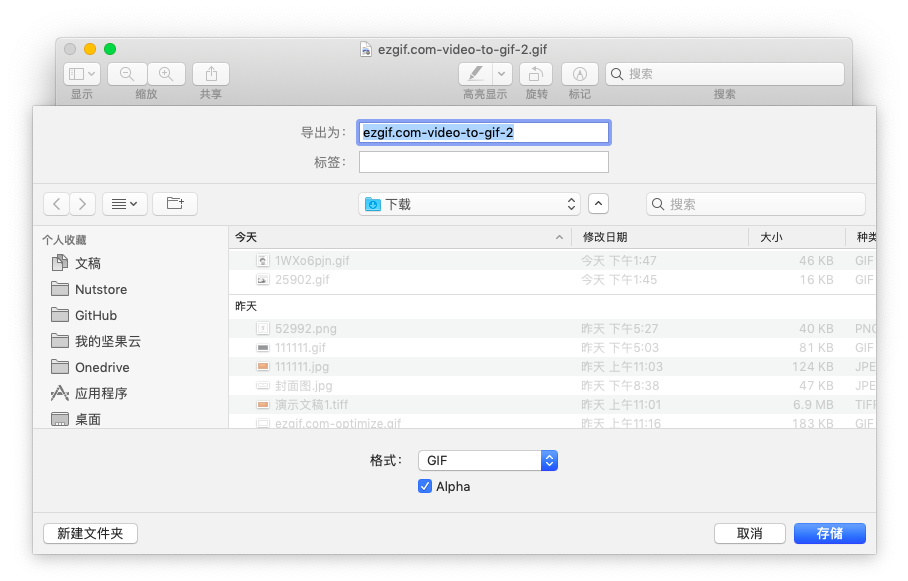 ezgif.com-video-to-gif-2.gif
搜索
显示 缩放 共享 高亮显示 旋转 标记 搜索
导出为: ezgif.com-video-to-gif-2
标签:
下载 搜索
个人收藏
文稿
Nutstore
GitHub
我的坚果云
Onedrive
应用程序
桌面
今天 修改日期 大小 种类
1WXo6pjn.gif 今天 下午1:47 46 KB GIF
25902.gif 今天 下午1:45 16 KB GIF
昨天
52992.png 昨天 下午5:27 40 KB PNG
111111.gif 昨天 下午5:03 81 KB GIF
111111.jpg 昨天 上午11:03 124 KB JPE
封面图.jpg 昨天 下午8:38 47 KB JPE
演示文稿1.tiff 昨天 上午11:01 6.9 MB TIFF
ezgif.com-optimize.gif 昨天 上午11:16 183 KB GIF
格式: GIF
Alpha
新建文件夹 取消 存储